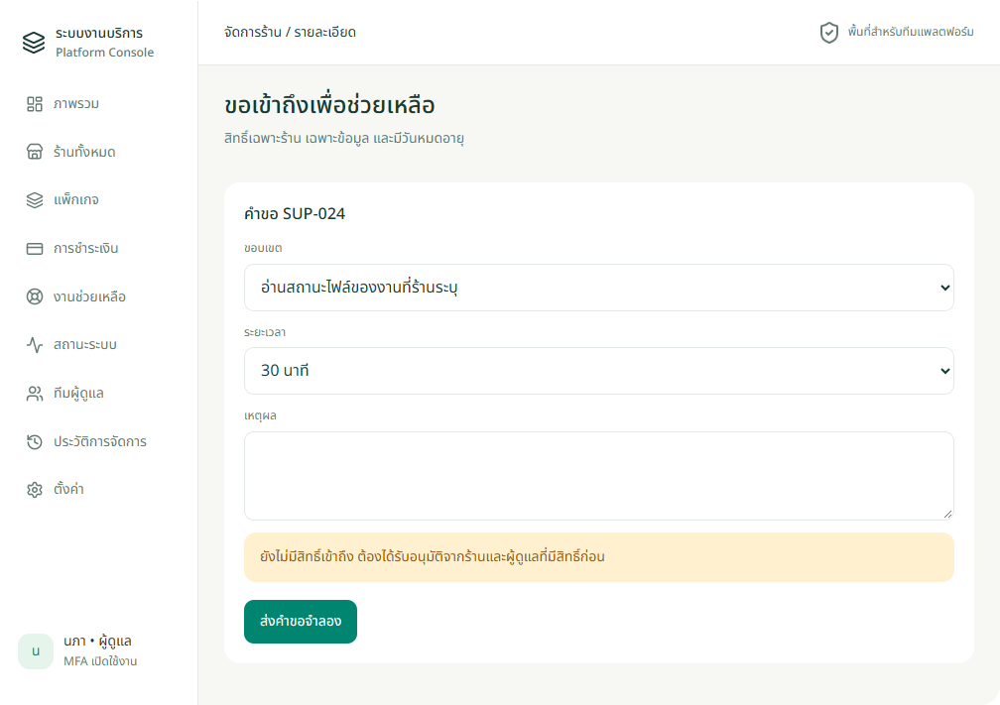 ระบบงานบริการ
Platform Console
ภาพรวม
ร้านทั้งหมด
แพ็กเกจ
การชำระเงิน
งานช่วยเหลือ
สถานะระบบ
ทีมผู้ดูแล
ประวัติการจัดการ
ตั้งค่า
น
นภา • ผู้ดูแล
MFA เปิดใช้งาน
จัดการร้าน / รายละเอียด
พื้นที่สำหรับทีมแพลตฟอร์ม
ขอเข้าถึงเพื่อช่วยเหลือ
สิทธิ์เฉพาะร้าน เฉพาะข้อมูล และมีวันหมดอายุ
คำขอ SUP-024
ขอบเขต
อ่านสถานะไฟล์ของงานที่ร้านระบุ
ระยะเวลา
30 นาที
เหตุผล
ยังไม่มีสิทธิ์เข้าถึง ต้องได้รับอนุมัติจากร้านและผู้ดูแลที่มีสิทธิ์ก่อน
ส่งคำขอจำลอง